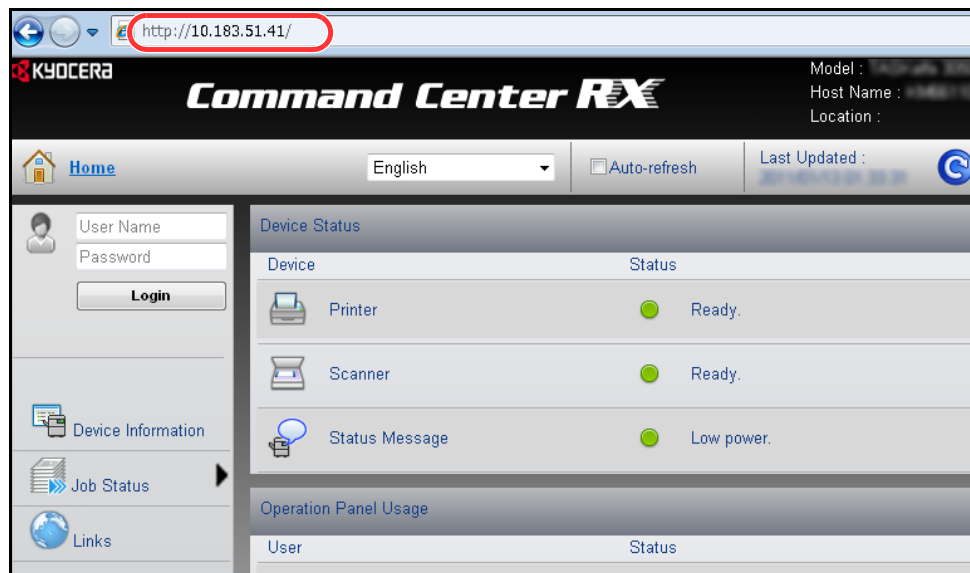 http://10.183.51.41/
KYOCERA
Command Center RX
Model :
Host Name :
Location :
Home
English
Auto-refresh
Last Updated :
User Name
Password
Login
Device Status
Device Status
Printer Ready.
Scanner Ready.
Status Message Low power.
Device Information
Job Status
Links
Operation Panel Usage
User Status